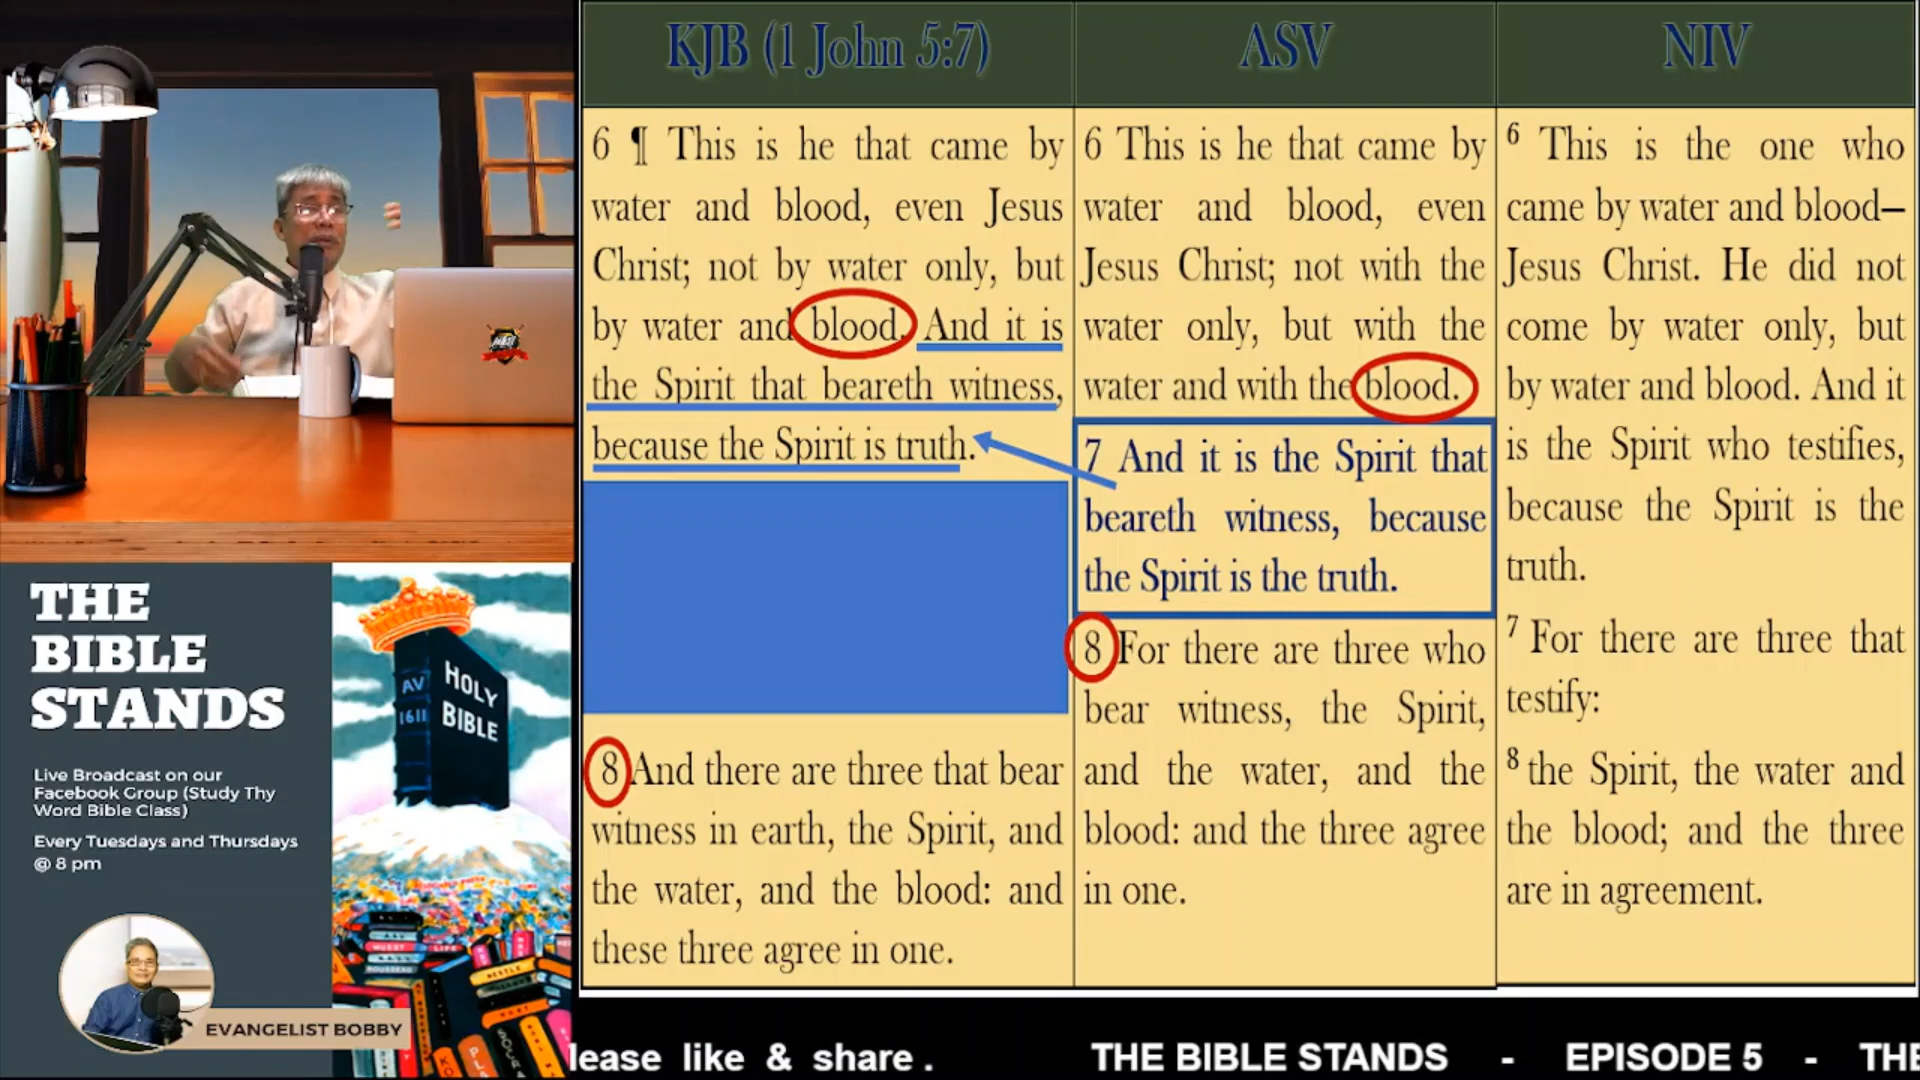 KJB (1 John 5:7)
6 ¶ This is he that came by
water and blood, even Jesus
Christ; not by water only, but
by water and blood. And it is
the Spirit that beareth witness,
because the Spirit is truth.
8 And there are three that bear
witness in earth, the Spirit, and
the water, and the blood: and
these three agree in one.
ASV
6 This is he that came by
water and blood, even
Jesus Christ; not with the
water only, but with the
water and with the blood.
7 And it is the Spirit that
beareth witness, because
the Spirit is the truth.
8 For there are three who
bear witness, the Spirit,
and the water, and the
blood: and the three agree
in one.
NIV
6 This is the one who
came by water and blood—
Jesus Christ. He did not
come by water only, but
by water and blood. And it
is the Spirit who testifies,
because the Spirit is the
truth.
7 For there are three that
testify:
8 the Spirit, the water and
the blood; and the three
are in agreement.
THE
BIBLE
STANDS
Live Broadcast on our
Facebook Group (Study Thy
Word Bible Class)
Every Tuesdays and Thursdays
@ 8 pm
EVANGELIST BOBBY
AV
1611
HOLY
BIBLE
lease like & share . THE BIBLE STANDS - EPISODE 5 - THE